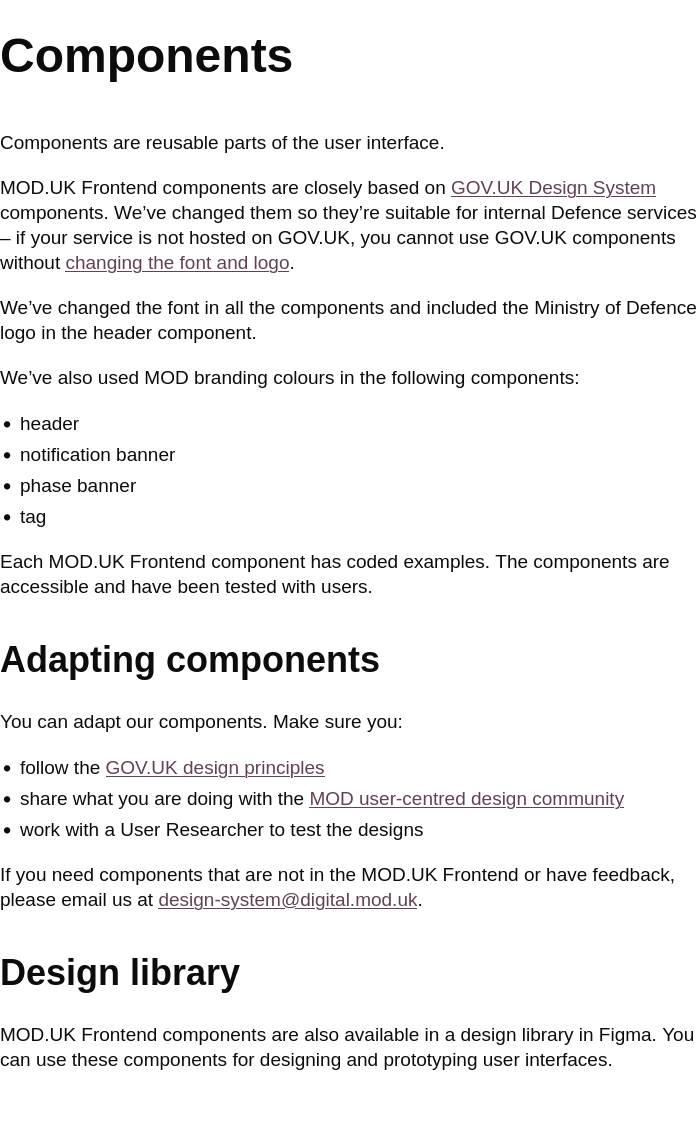 Components
Components are reusable parts of the user interface.
MOD.UK Frontend components are closely based on GOV.UK Design System
components. We’ve changed them so they’re suitable for internal Defence services
– if your service is not hosted on GOV.UK, you cannot use GOV.UK components
without changing the font and logo.
We’ve changed the font in all the components and included the Ministry of Defence
logo in the header component.
We’ve also used MOD branding colours in the following components:
• header
• notification banner
• phase banner
• tag
Each MOD.UK Frontend component has coded examples. The components are
accessible and have been tested with users.
Adapting components
You can adapt our components. Make sure you:
• follow the GOV.UK design principles
• share what you are doing with the MOD user-centred design community
• work with a User Researcher to test the designs
If you need components that are not in the MOD.UK Frontend or have feedback,
please email us at design-system@digital.mod.uk.
Design library
MOD.UK Frontend components are also available in a design library in Figma. You
can use these components for designing and prototyping user interfaces.